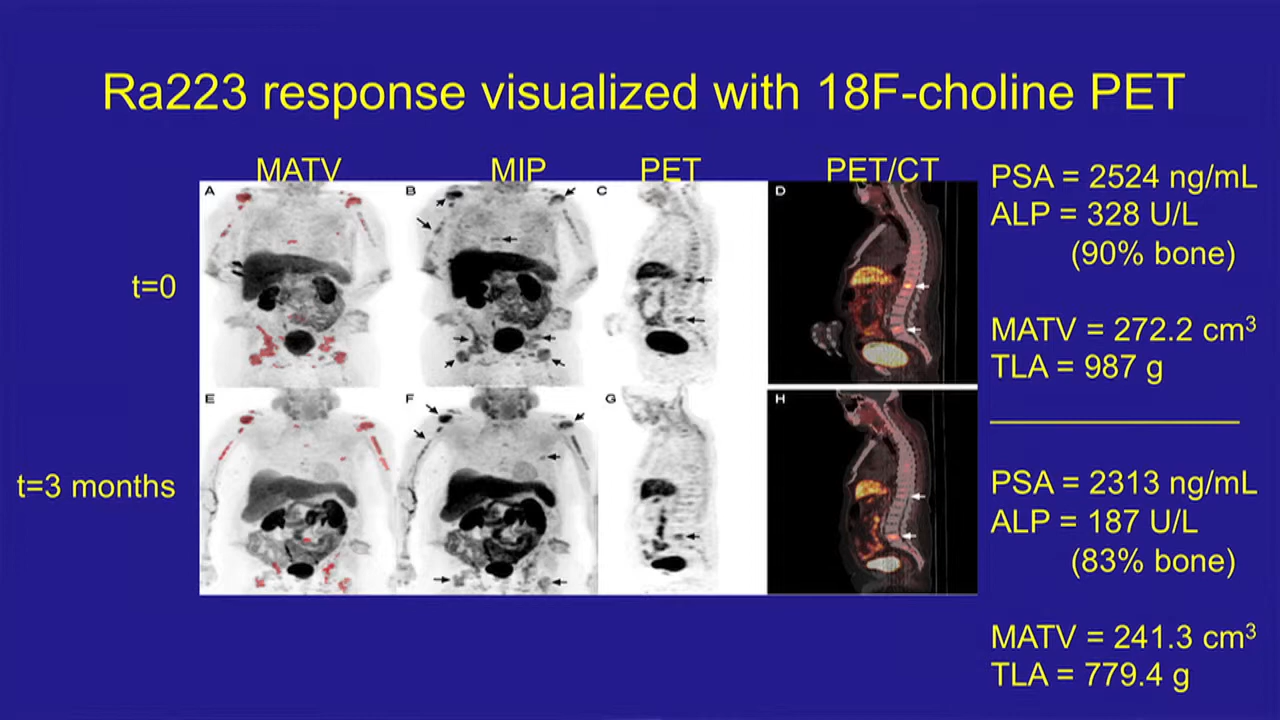 Ra223 response visualized with 18F-choline PET
MATV MIP PET PET/CT
A B C D
t=0
PSA = 2524 ng/mL
ALP = 328 U/L
(90% bone)
MATV = 272.2 cm³
TLA = 987 g
E F G H
t=3 months
PSA = 2313 ng/mL
ALP = 187 U/L
(83% bone)
MATV = 241.3 cm³
TLA = 779.4 g